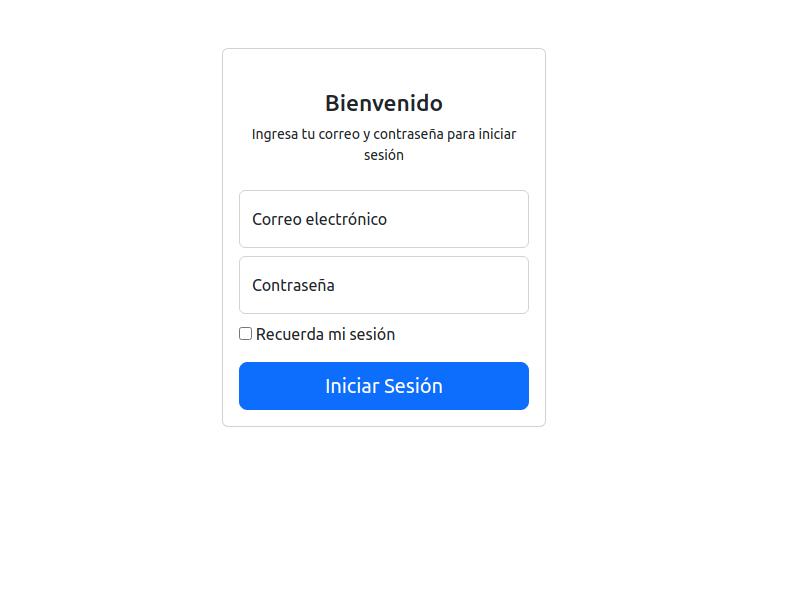 Bienvenido
Ingresa tu correo y contraseña para iniciar
sesión
Correo electrónico
Contraseña
Recuerda mi sesión
Iniciar Sesión